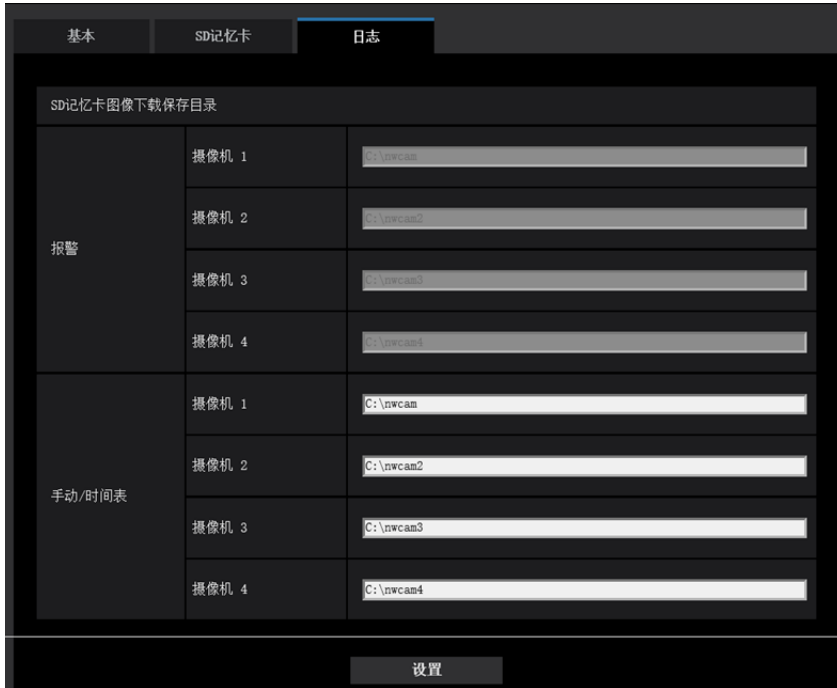 基本 SD记忆卡 日志
SD记忆卡图像下载保存目录
报警
摄像机 1 C:\nwcam
摄像机 2 C:\nwcam2
摄像机 3 C:\nwcam3
摄像机 4 C:\nwcam4
手动/时间表
摄像机 1 C:\nwcam
摄像机 2 C:\nwcam2
摄像机 3 C:\nwcam3
摄像机 4 C:\nwcam4
设置